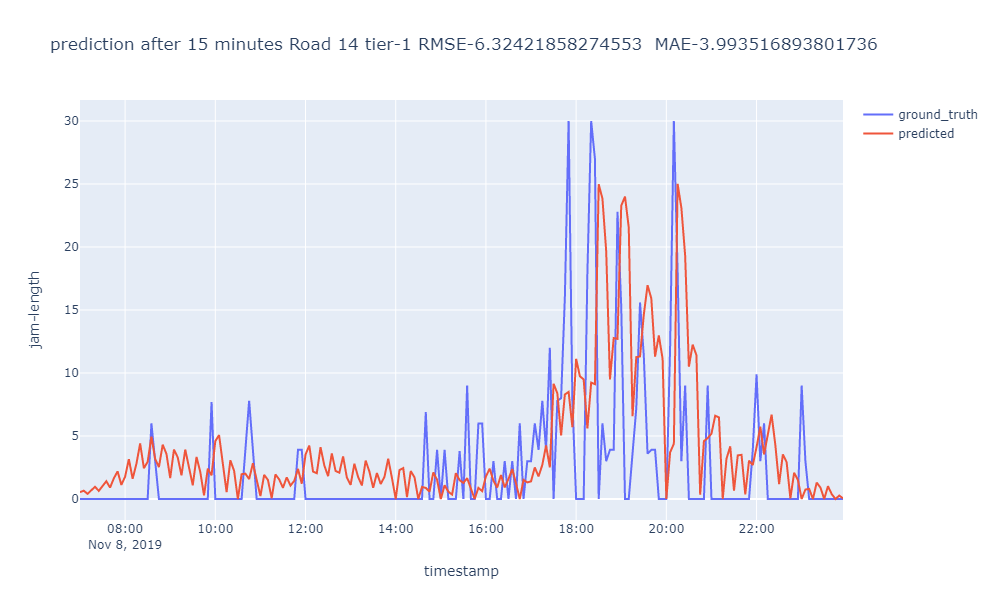 prediction after 15 minutes Road 14 tier-1 RMSE-6.32421858274553  MAE-3.993516893801736
ground_truth
predicted
30
25
20
15
10
5
0
jam-length
08:00 10:00 12:00 14:00 16:00 18:00 20:00 22:00
Nov 8, 2019
timestamp